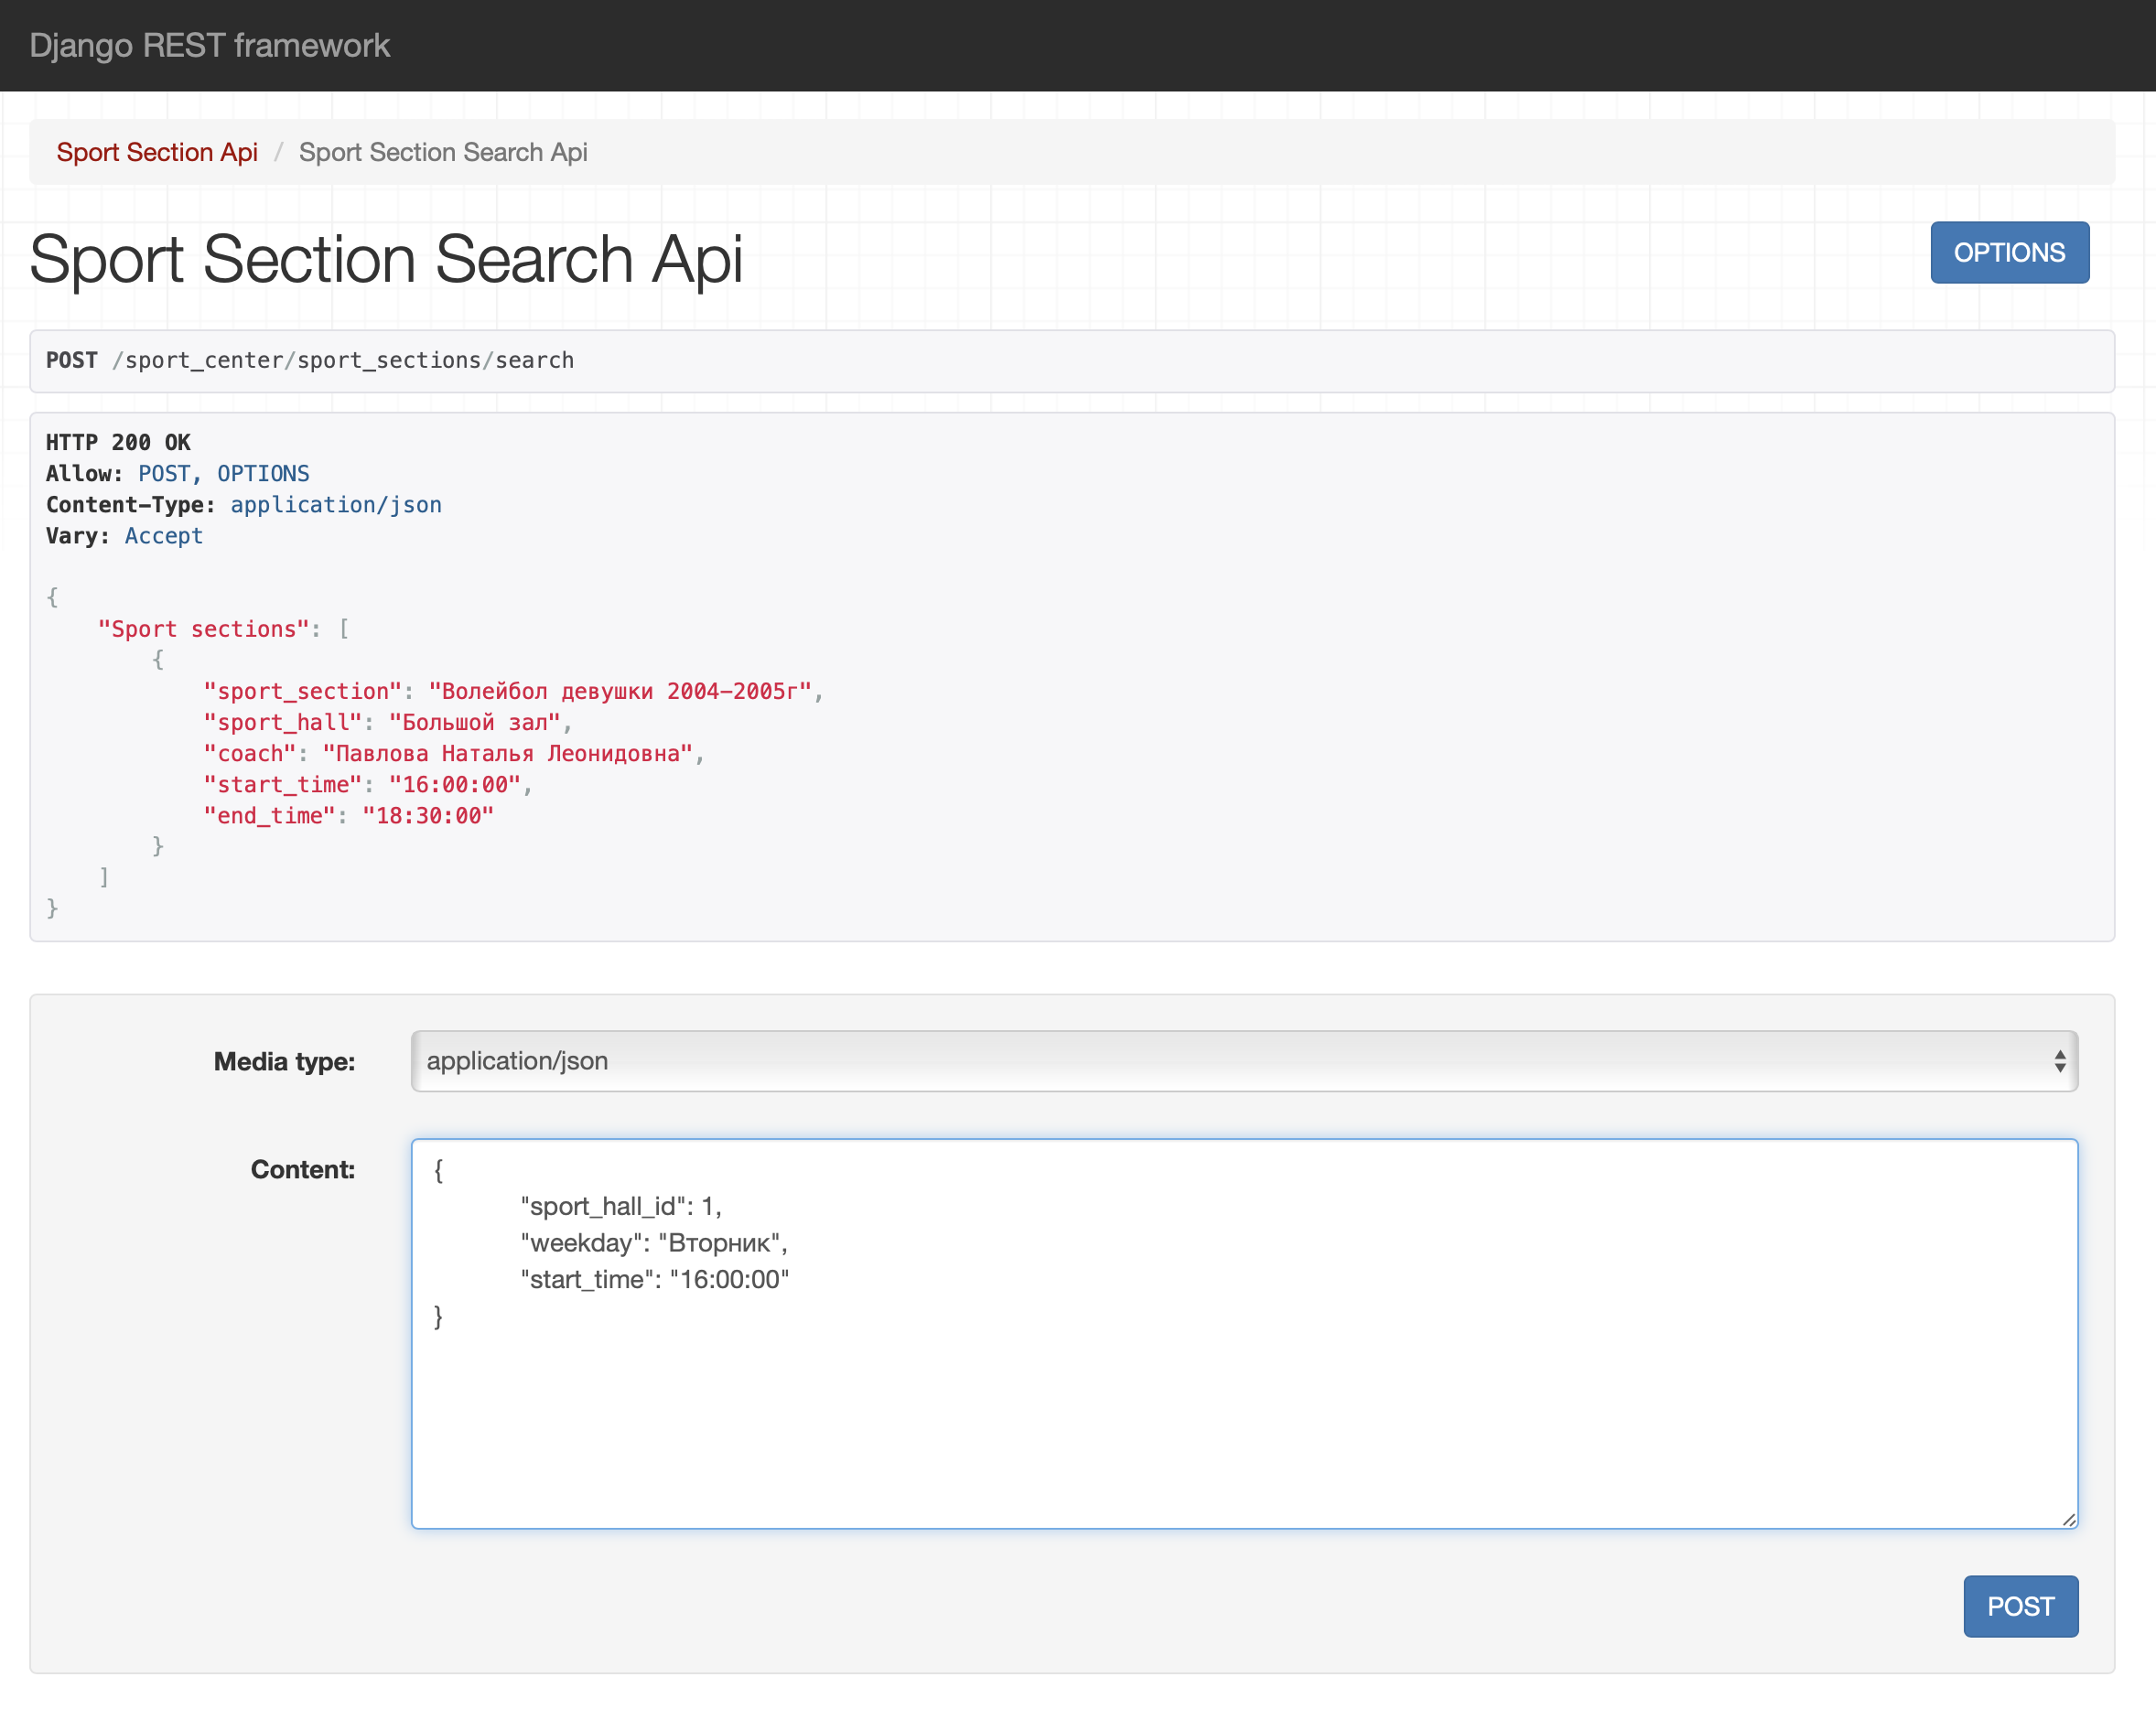 Django REST framework
Sport Section Api / Sport Section Search Api
Sport Section Search Api
OPTIONS
POST /sport_center/sport_sections/search
HTTP 200 OK
Allow: POST, OPTIONS
Content-Type: application/json
Vary: Accept
{
    "Sport sections": [
        {
            "sport_section": "Волейбол девушки 2004-2005г",
            "sport_hall": "Большой зал",
            "coach": "Павлова Наталья Леонидовна",
            "start_time": "16:00:00",
            "end_time": "18:30:00"
        }
    ]
}
Media type:
application/json
Content:
{
"sport_hall_id": 1,
"weekday": "Вторник",
"start_time": "16:00:00"
}
POST